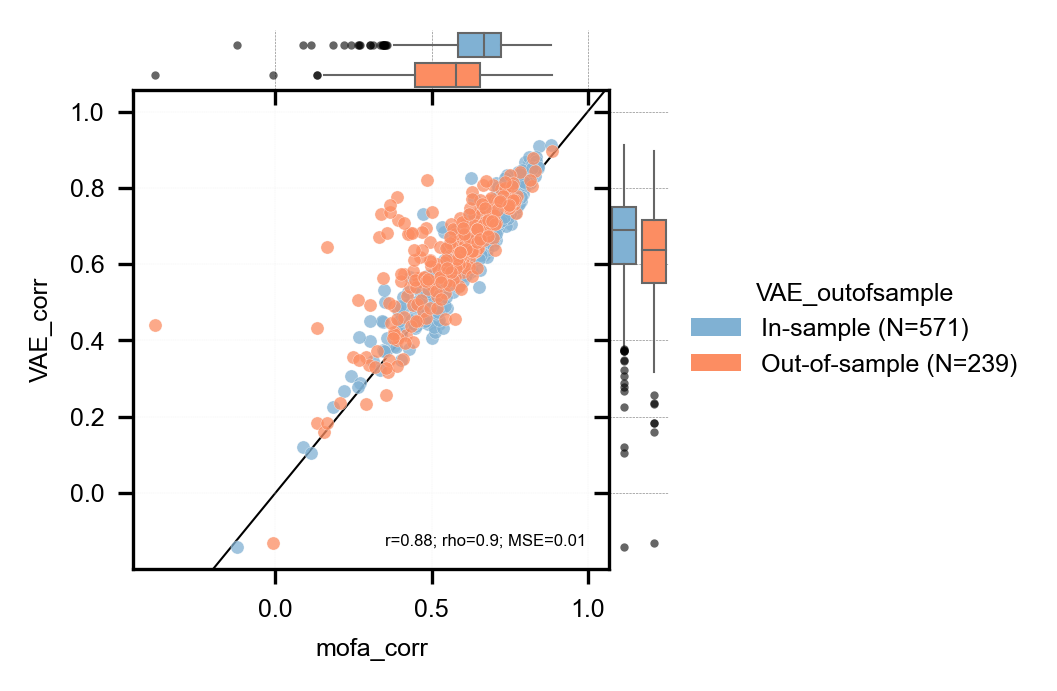 1.0
0.8
0.6
0.4
0.2
0.0
VAE_corr
r=0.88; rho=0.9; MSE=0.01
0.0
0.5
1.0
mofa_corr
VAE_outofsample
In-sample (N=571)
Out-of-sample (N=239)